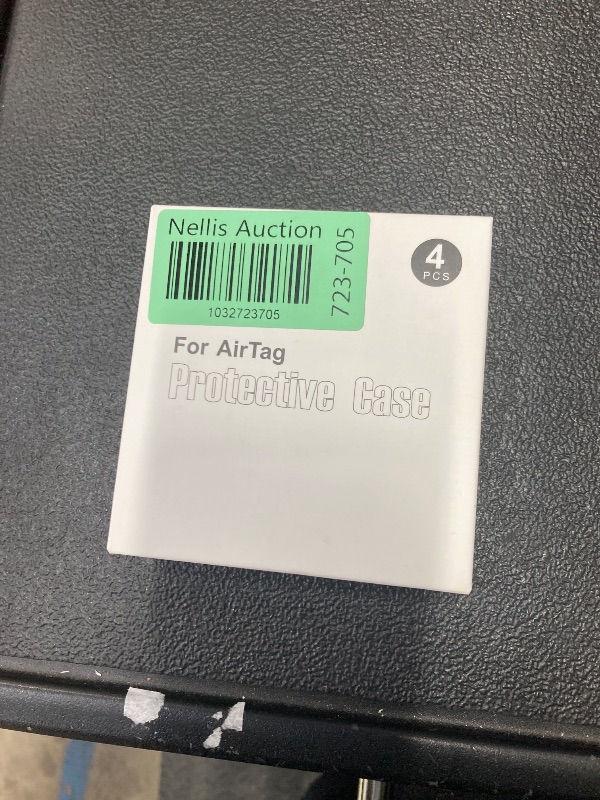 Nellis Auction
1032723705
723-705
4
PCS
For AirTag
Protective Case